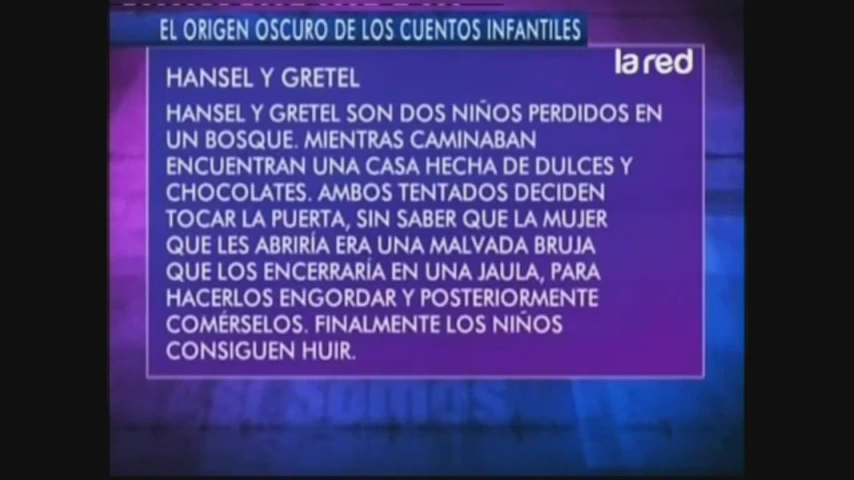 EL ORIGEN OSCURO DE LOS CUENTOS INFANTILES
la red
HANSEL Y GRETEL
HANSEL Y GRETEL SON DOS NIÑOS PERDIDOS EN
UN BOSQUE. MIENTRAS CAMINABAN
ENCUENTRAN UNA CASA HECHA DE DULCES Y
CHOCOLATES. AMBOS TENTADOS DECIDEN
TOCAR LA PUERTA, SIN SABER QUE LA MUJER
QUE LES ABRIRÍA ERA UNA MALVADA BRUJA
QUE LOS ENCERRARÍA EN UNA JAULA, PARA
HACERLOS ENGORDAR Y POSTERIORMENTE
COMÉRSELOS. FINALMENTE LOS NIÑOS
CONSIGUEN HUIR.
así somos